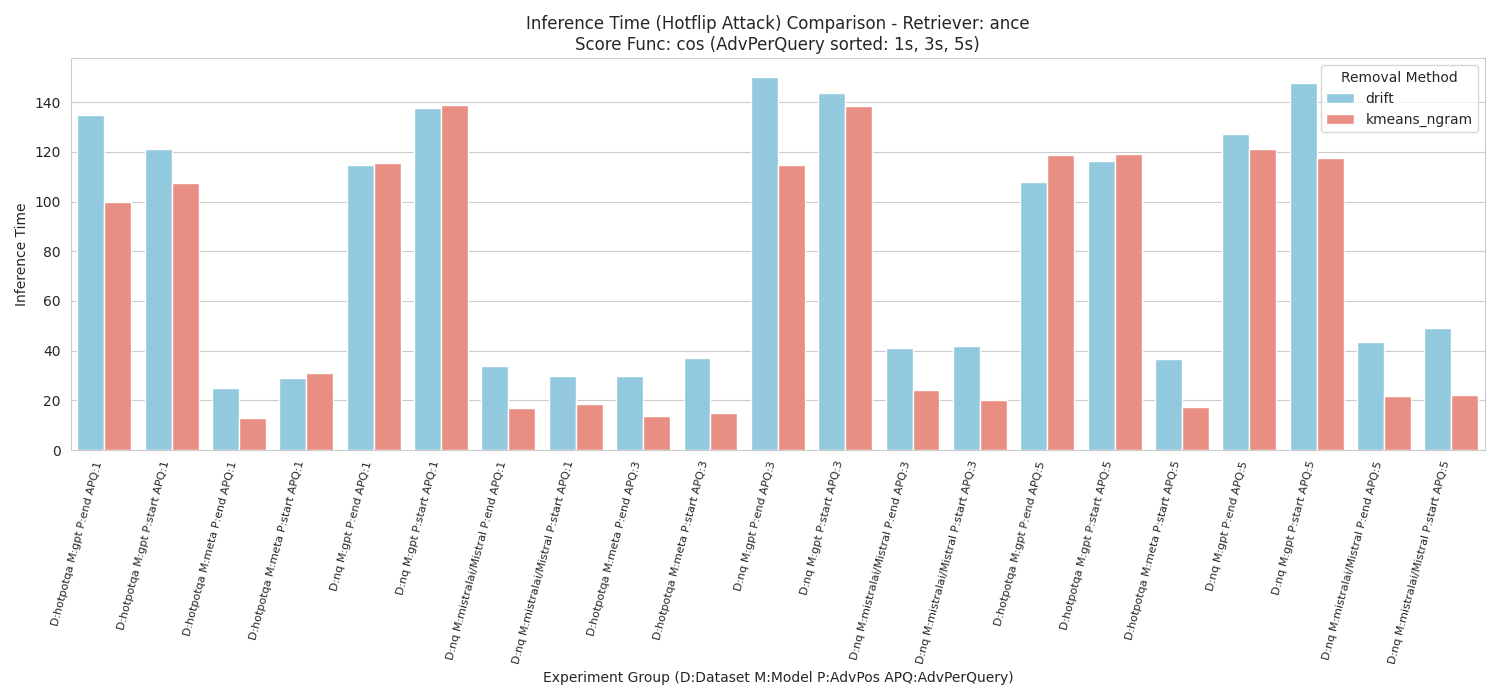 Inference Time (Hotflip Attack) Comparison - Retriever: ance
Score Func: cos (AdvPerQuery sorted: 1s, 3s, 5s)
Removal Method
drift
kmeans_ngram
Inference Time
140
120
100
80
60
40
20
0
D:hotpotqa M:gpt P:end APQ:1
D:hotpotqa M:gpt P:start APQ:1
D:hotpotqa M:meta P:end APQ:1
D:hotpotqa M:meta P:start APQ:1
D:nq M:gpt P:end APQ:1
D:nq M:gpt P:start APQ:1
D:nq M:mistralai/Mistral P:end APQ:1
D:nq M:mistralai/Mistral P:start APQ:1
D:hotpotqa M:meta P:end APQ:3
D:hotpotqa M:meta P:start APQ:3
D:nq M:gpt P:end APQ:3
D:nq M:gpt P:start APQ:3
D:nq M:mistralai/Mistral P:end APQ:3
D:nq M:mistralai/Mistral P:start APQ:3
D:hotpotqa M:gpt P:end APQ:5
D:hotpotqa M:gpt P:start APQ:5
D:hotpotqa M:meta P:start APQ:5
D:nq M:gpt P:end APQ:5
D:nq M:gpt P:start APQ:5
D:nq M:mistralai/Mistral P:end APQ:5
D:nq M:mistralai/Mistral P:start APQ:5
Experiment Group (D:Dataset M:Model P:AdvPos APQ:AdvPerQuery)